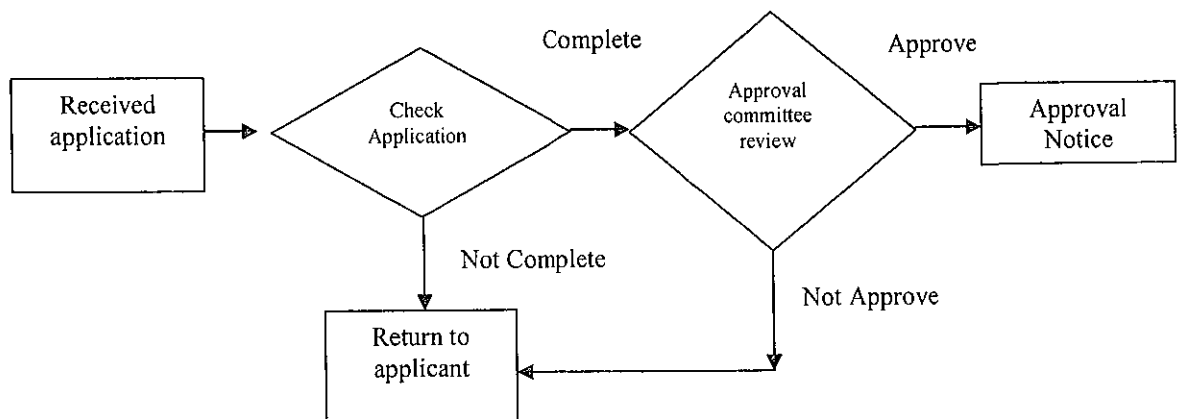 Complete
Approve
Received
application
Check
Application
Approval
committee
review
Approval
Notice
Not Complete
Not Approve
Return to
applicant